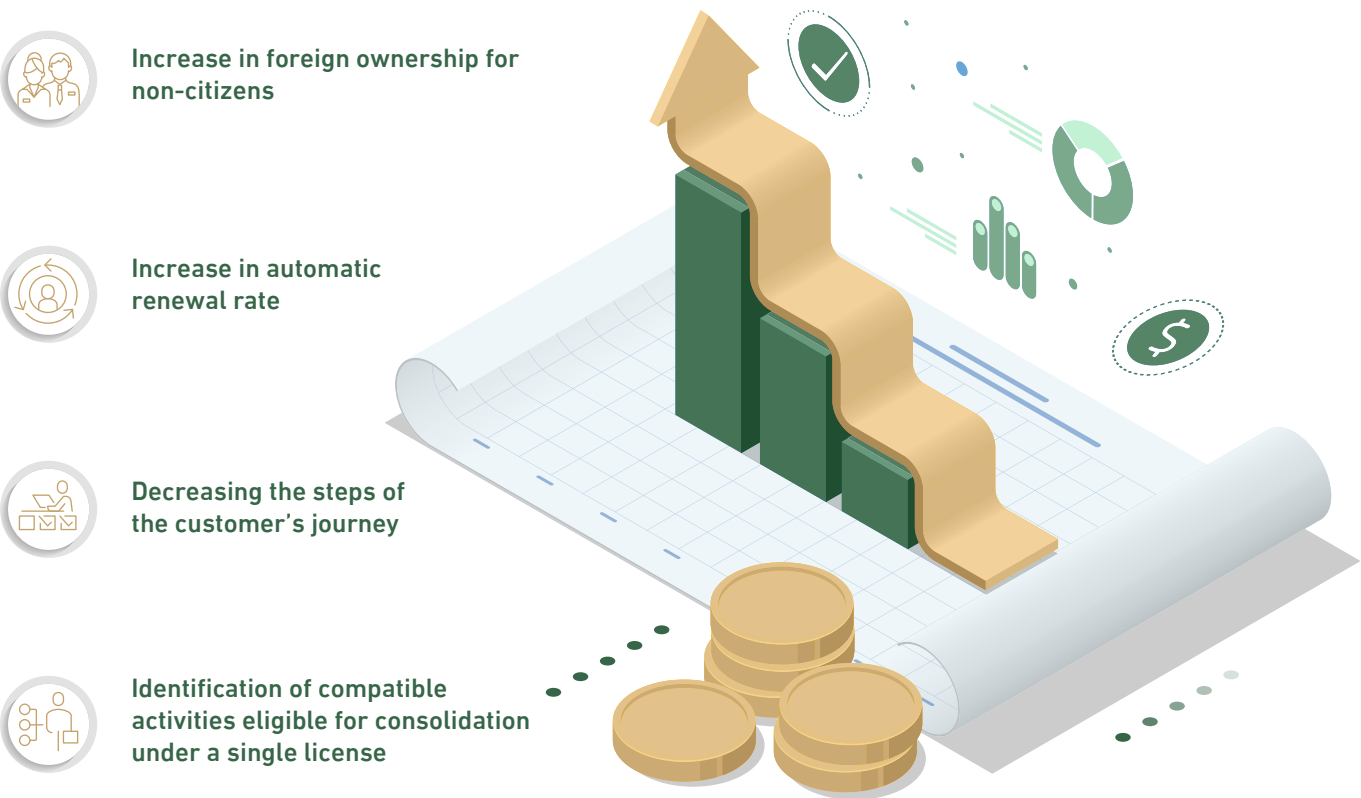 Increase in foreign ownership for
non-citizens
Increase in automatic
renewal rate
Decreasing the steps of
the customer’s journey
Identification of compatible
activities eligible for consolidation
under a single license
$